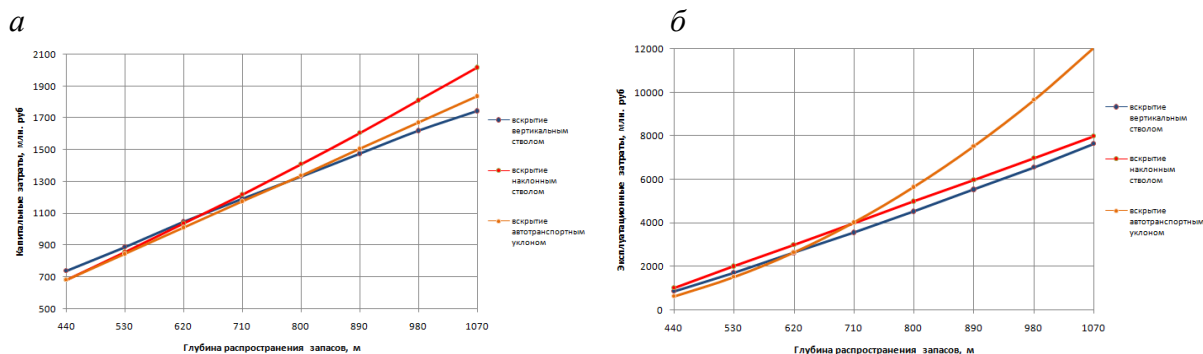 а
Капитальные затраты, млн. руб
2100
1900
1700
1500
1300
1100
900
700
500
440 530 620 710 800 890 980 1070
Глубина распространения запасов, м
вскрытие
вертикальным
стволом
вскрытие
наклонным
стволом
вскрытие
автотранспортным
уклоном
б
Эксплуатационные затраты, млн. руб
12000
10000
8000
6000
4000
2000
0
440 530 620 710 800 890 980 1070
Глубина распространения запасов, м
вскрытие
вертикальным
стволом
вскрытие
наклонным
стволом
вскрытие
автотранспортным
уклоном